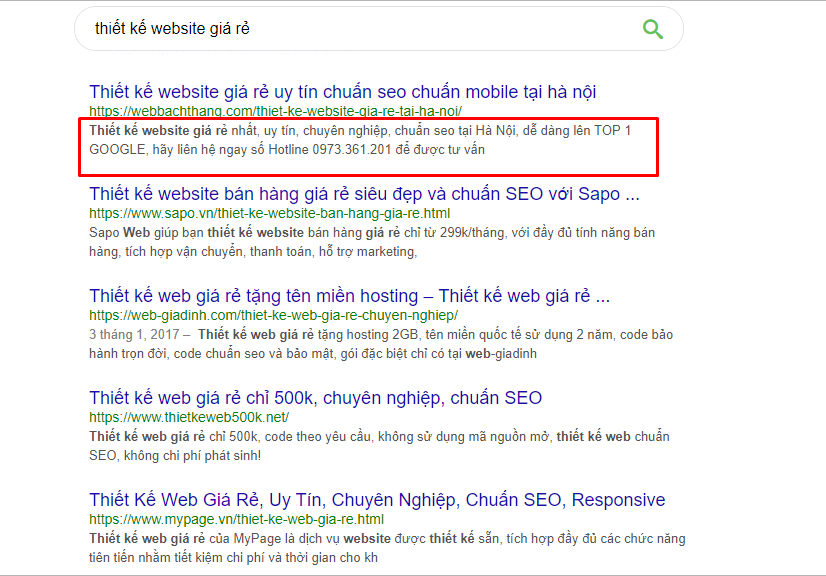 thiết kế website giá rẻ
Thiết kế website giá rẻ uy tín chuẩn seo chuẩn mobile tại hà nội
https://webbachthang.com/thiet-ke-website-gia-re-tai-ha-noi/
Thiết kế website giá rẻ nhất, uy tín, chuyên nghiệp, chuẩn seo tại Hà Nội, dễ dàng lên TOP 1
GOOGLE, hãy liên hệ ngay số Hotline 0973.361.201 để được tư vấn
Thiết kế website bán hàng giá rẻ siêu đẹp và chuẩn SEO với Sapo ...
https://www.sapo.vn/thiet-ke-website-ban-hang-gia-re.html
Sapo Web giúp bạn thiết kế website bán hàng giá rẻ chỉ từ 299k/tháng, với đầy đủ tính năng bán
hàng, tích hợp vận chuyển, thanh toán, hỗ trợ marketing,
Thiết kế web giá rẻ tặng tên miền hosting – Thiết kế web giá rẻ ...
https://web-giadinh.com/thiet-ke-web-gia-re-chuyen-nghiep/
3 tháng 1, 2017 – Thiết kế web giá rẻ tặng hosting 2GB, tên miền quốc tế sử dụng 2 năm, code bảo
hành trọn đời, code chuẩn seo và bảo mật, gói đặc biệt chỉ có tại web-giadinh
Thiết kế web giá rẻ chỉ 500k, chuyên nghiệp, chuẩn SEO
https://www.thietkeweb500k.net/
Thiết kế web giá rẻ chỉ 500k, code theo yêu cầu, không sử dụng mã nguồn mở, thiết kế web chuẩn
SEO, không chi phí phát sinh!
Thiết Kế Web Giá Rẻ, Uy Tín, Chuyên Nghiệp, Chuẩn SEO, Responsive
https://www.mypage.vn/thiet-ke-web-gia-re.html
Thiết kế web giá rẻ của MyPage là dịch vụ website được thiết kế sẵn, tích hợp đầy đủ các chức năng
tiên tiến nhằm tiết kiệm chi phí và thời gian cho kh